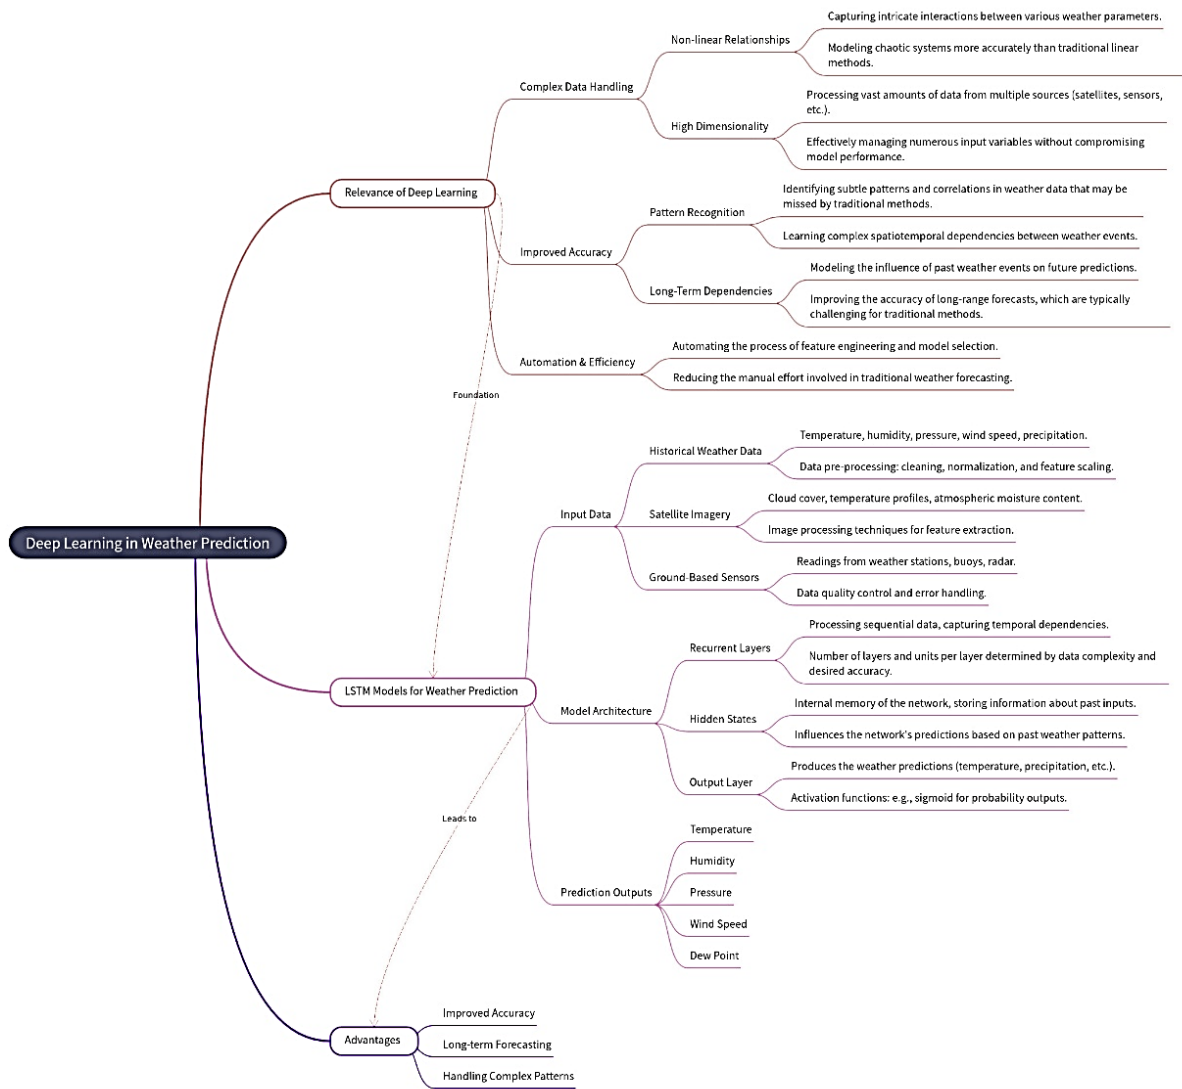 Deep Learning in Weather Prediction
Relevance of Deep Learning
Complex Data Handling
Non-linear Relationships
Capturing intricate interactions between various weather parameters.
Modeling chaotic systems more accurately than traditional linear
methods.
High Dimensionality
Processing vast amounts of data from multiple sources (satellites, sensors,
etc.).
Effectively managing numerous input variables without compromising
model performance.
Improved Accuracy
Pattern Recognition
Identifying subtle patterns and correlations in weather data that may be
missed by traditional methods.
Learning complex spatiotemporal dependencies between weather events.
Long-Term Dependencies
Modeling the influence of past weather events on future predictions.
Improving the accuracy of long-range forecasts, which are typically
challenging for traditional methods.
Automation & Efficiency
Automating the process of feature engineering and model selection.
Reducing the manual effort involved in traditional weather forecasting.
Foundation
LSTM Models for Weather Prediction
Input Data
Historical Weather Data
Temperature, humidity, pressure, wind speed, precipitation.
Data pre-processing: cleaning, normalization, and feature scaling.
Satellite Imagery
Cloud cover, temperature profiles, atmospheric moisture content.
Image processing techniques for feature extraction.
Ground-Based Sensors
Readings from weather stations, buoys, radar.
Data quality control and error handling.
Model Architecture
Recurrent Layers
Processing sequential data, capturing temporal dependencies.
Number of layers and units per layer determined by data complexity and
desired accuracy.
Hidden States
Internal memory of the network, storing information about past inputs.
Influences the network's predictions based on past weather patterns.
Output Layer
Produces the weather predictions (temperature, precipitation, etc.).
Activation functions: e.g., sigmoid for probability outputs.
Prediction Outputs
Temperature
Humidity
Pressure
Wind Speed
Dew Point
Leads to
Advantages
Improved Accuracy
Long-term Forecasting
Handling Complex Patterns